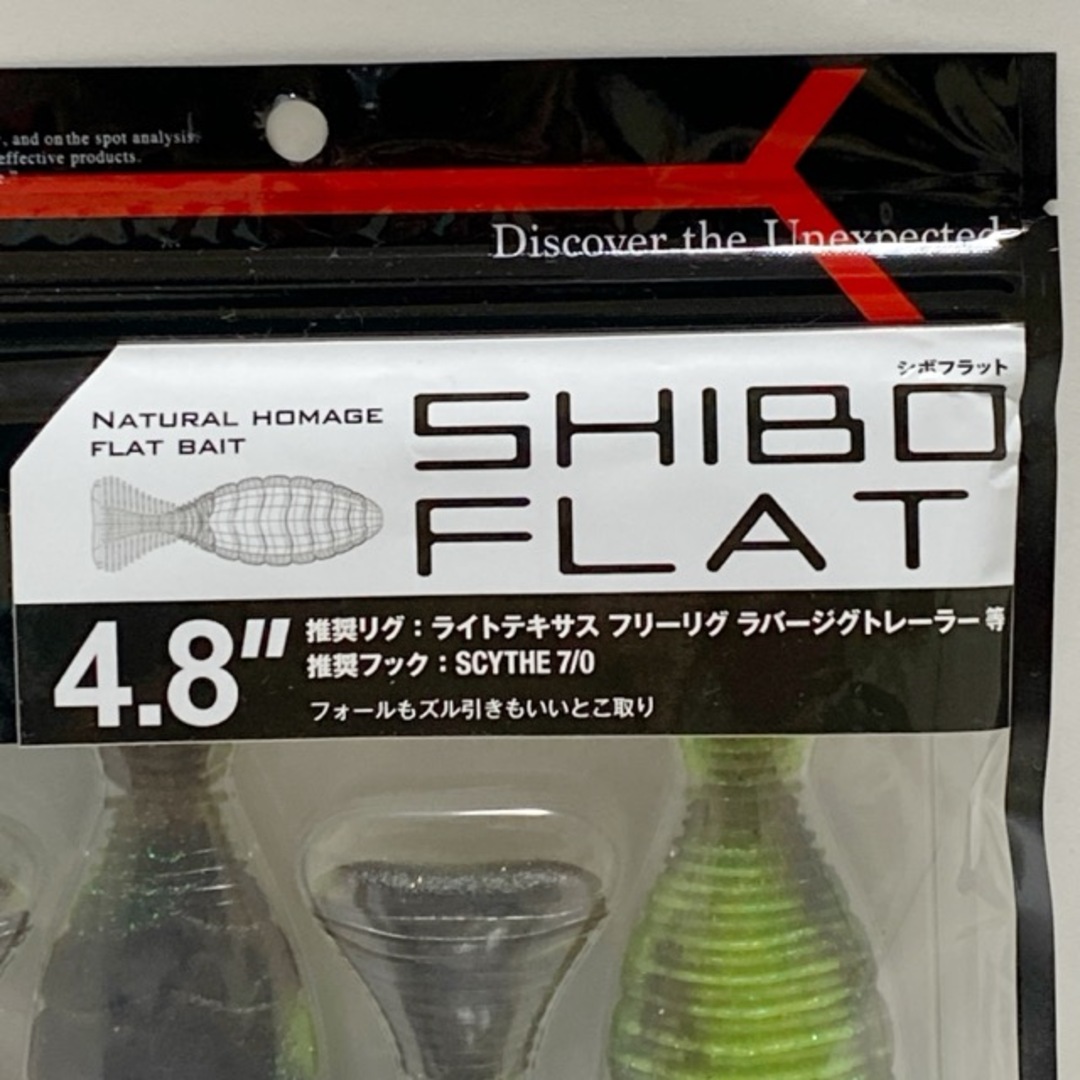 , and on the spot analysis.
effective products.
Discover the Unexpected
シボフラット
NATURAL HOMAGE
FLAT BAIT
SHIBO
FLAT
4.8"
推奨リグ：ライトテキサス フリーリグ ラバージグトレーラー 等
推奨フック：SCYTHE 7/0
フォールもズル引きもいいとこ取り